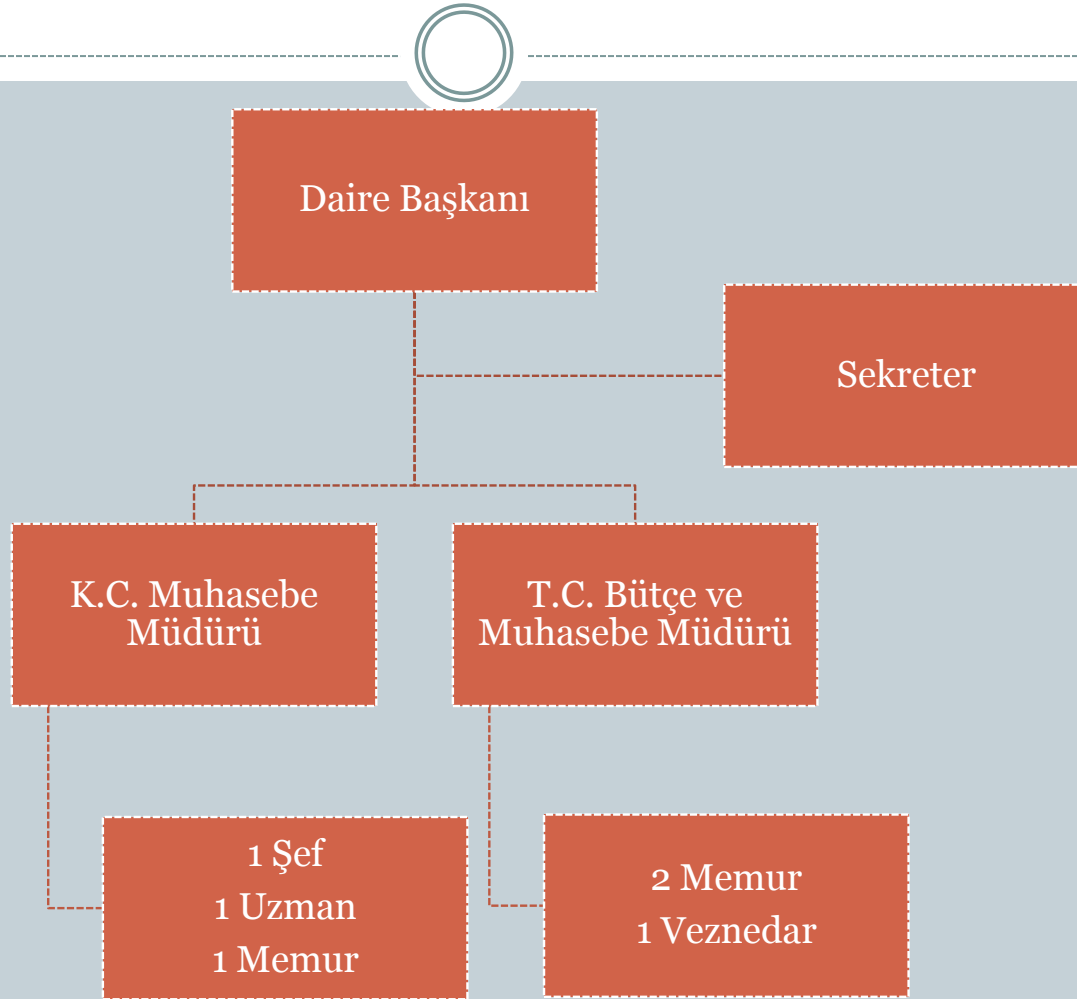 Daire Başkanı
Sekreter
K.C. Muhasebe
Müdürü
T.C. Bütçe ve
Muhasebe Müdürü
1 Şef
1 Uzman
1 Memur
2 Memur
1 Veznedar